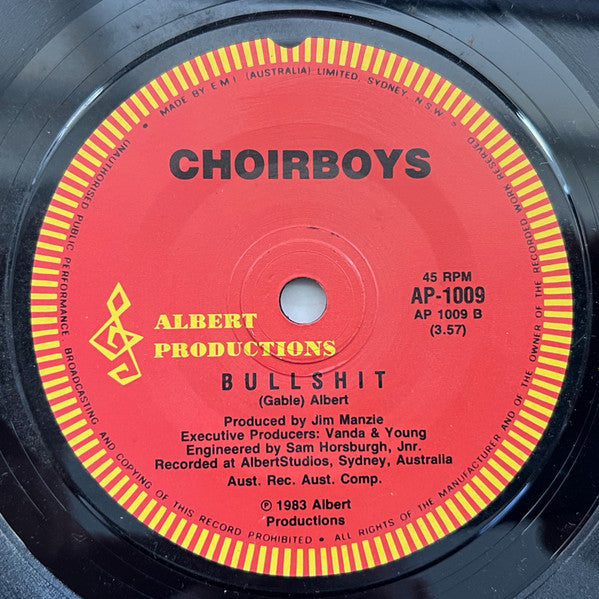 MADE BY E M I (AUSTRALIA) LIMITED, SYDNEY, N.S.W.
CHOIRBOYS
45 RPM
AP-1009
AP 1009 B
(3.57)
ALBERT
PRODUCTIONS
BULLSHIT
(Gable) Albert
Produced by Jim Manzie
Executive Producers: Vanda & Young
Engineered by Sam Horsburgh, Jnr.
Recorded at AlbertStudios, Sydney, Australia
Aust. Rec. Aust. Comp.
℗ 1983 Albert
Productions
UNAUTHORISED PUBLIC PERFORMANCE BROADCASTING AND COPYING OF THIS RECORD PROHIBITED • ALL RIGHTS OF THE MANUFACTURER AND OF THE OWNER OF THE RECORDED WORK RESERVED